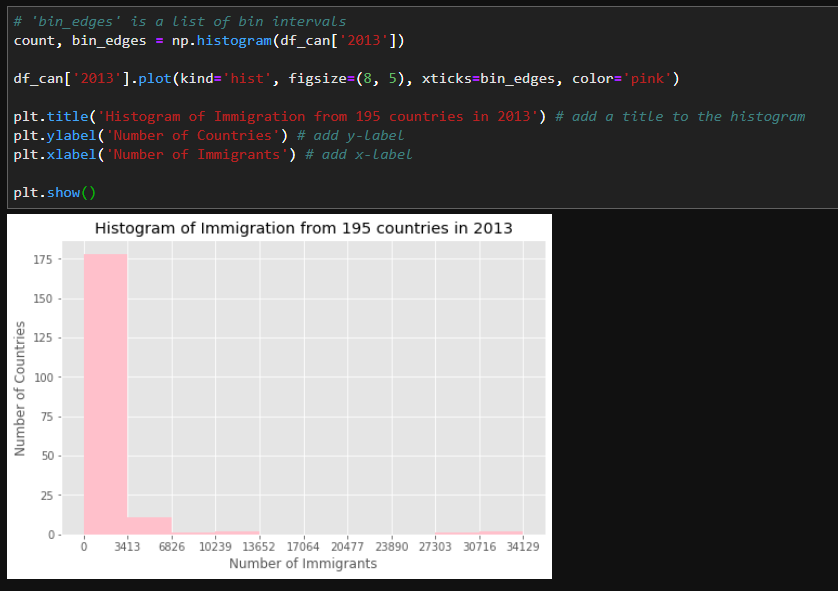 # 'bin_edges' is a list of bin intervals
count, bin_edges = np.histogram(df_can['2013'])
df_can['2013'].plot(kind='hist', figsize=(8, 5), xticks=bin_edges, color='pink')
plt.title('Histogram of Immigration from 195 countries in 2013') # add a title to the histogram
plt.ylabel('Number of Countries') # add y-label
plt.xlabel('Number of Immigrants') # add x-label
plt.show()
Histogram of Immigration from 195 countries in 2013
Number of Countries
175
150
125
100
75
50
25
0
0 3413 6826 10239 13652 17064 20477 23890 27303 30716 34129
Number of Immigrants